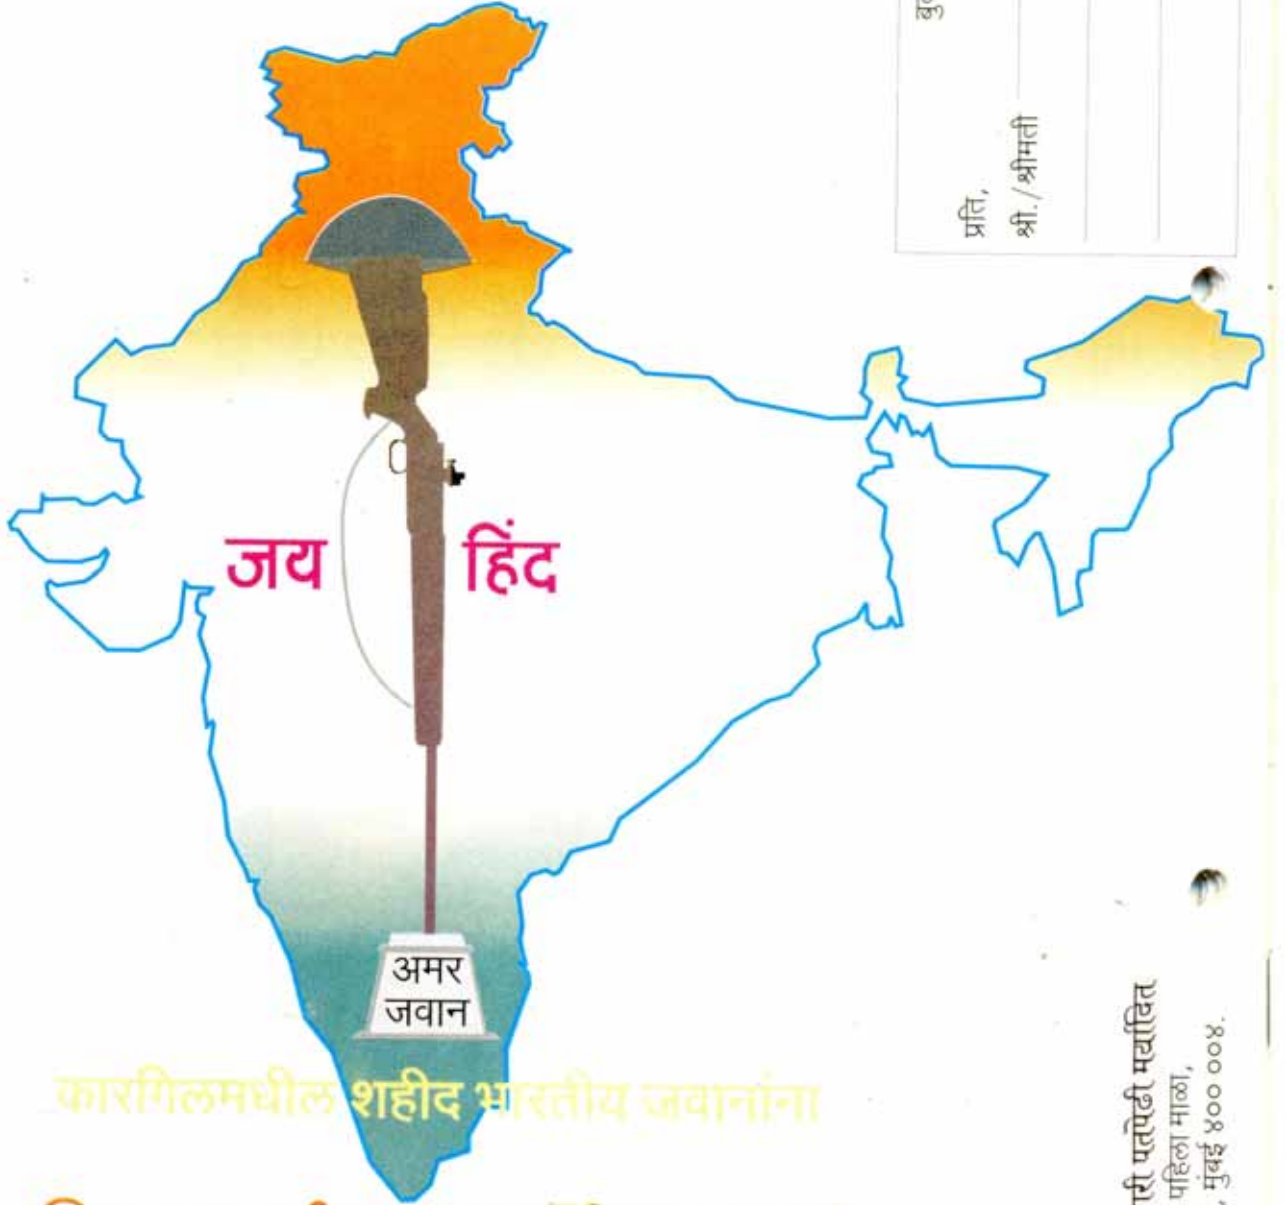 प्रति,
श्री./श्रीमती
जय हिंद
अमर
जवान
कारगिलमधील शहीद भारतीय जवानांना
पतपेढी मर्यादित
पहिला माळा,
मुंबई ४०० ००४.